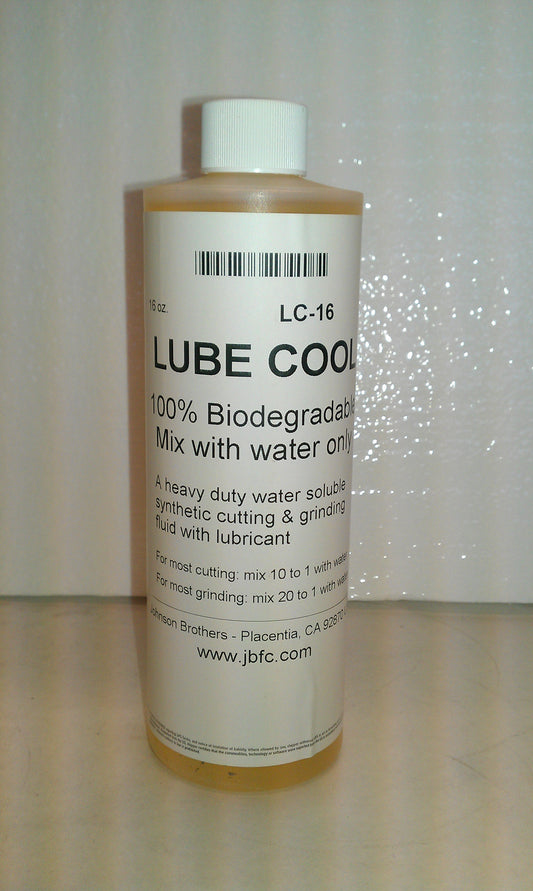 16 oz.
LC-16
LUBE COOL
100% Biodegradable
Mix with water only
A heavy duty water soluble
synthetic cutting & grinding
fluid with lubricant
For most cutting: mix 10 to 1 with water
For most grinding: mix 20 to 1 with water
Johnson Brothers - Placentia, CA 92870
www.jbfc.com